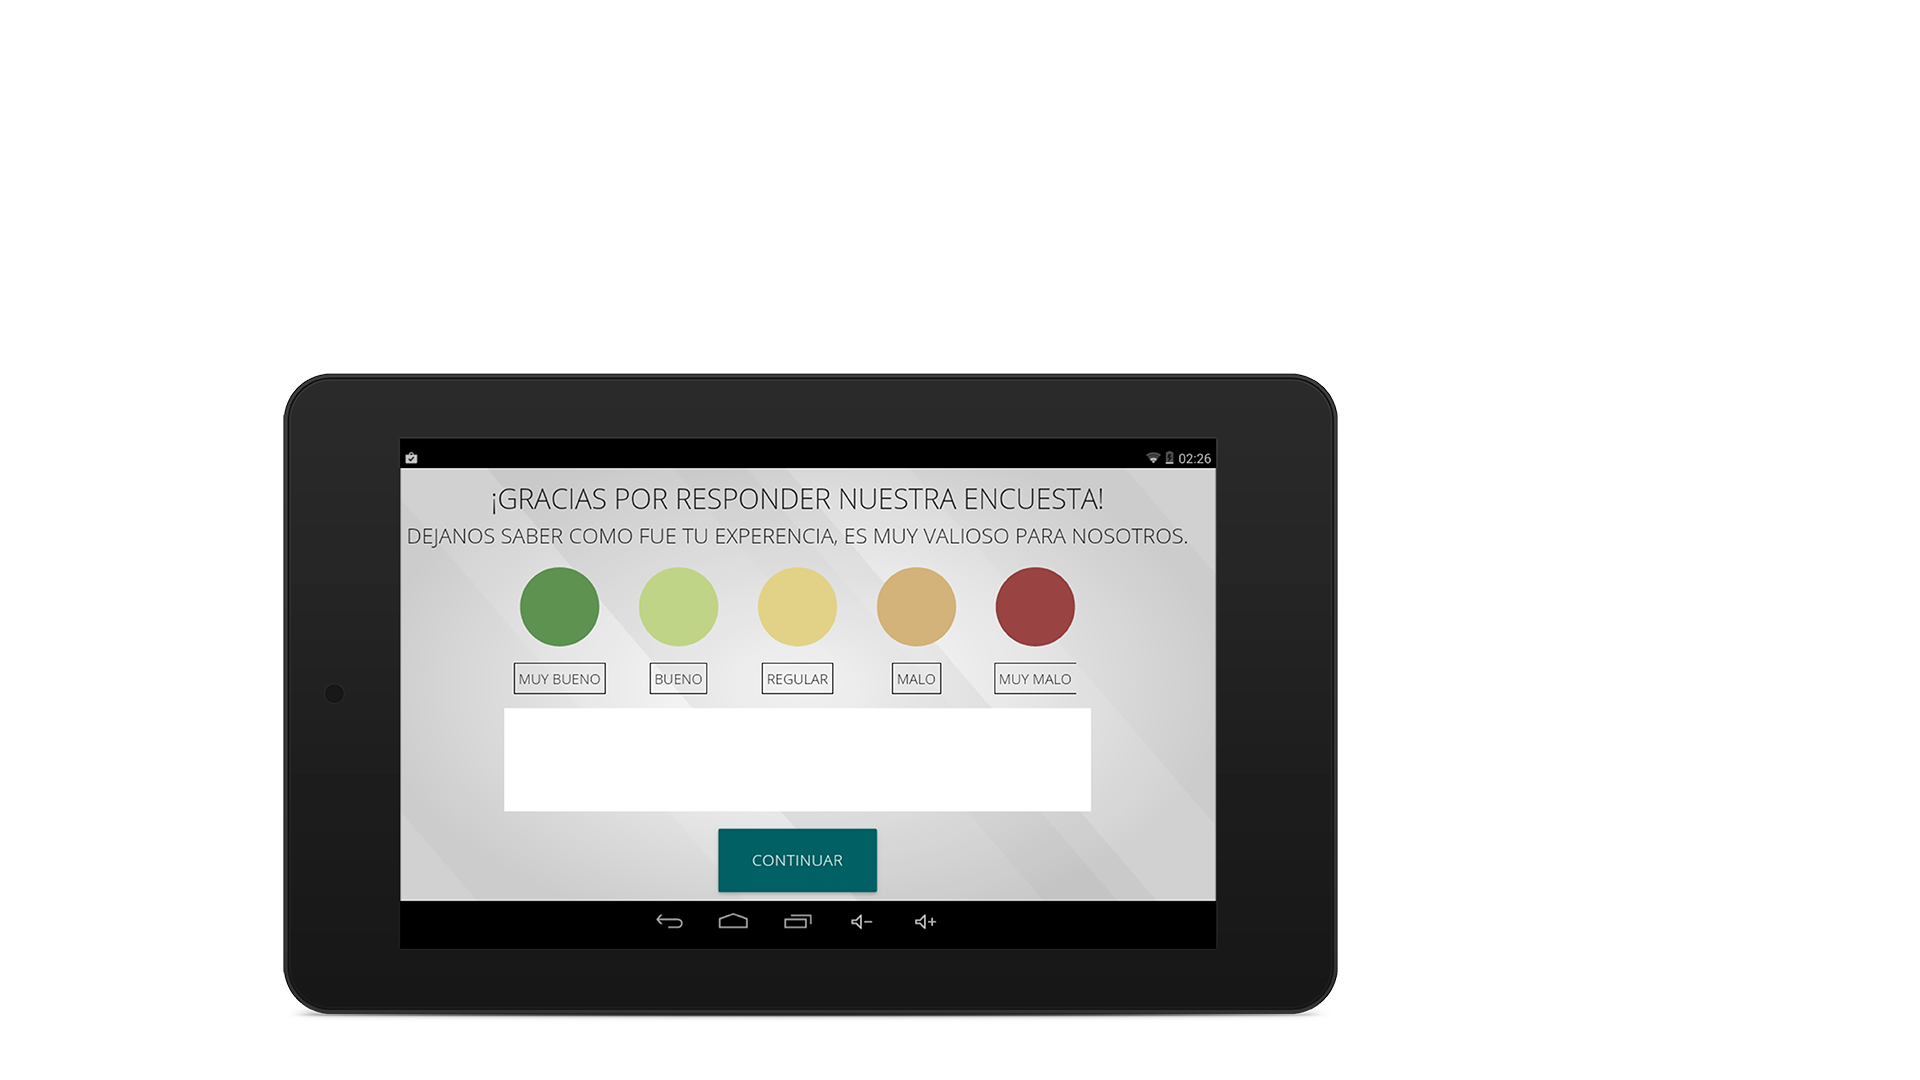 02:26
¡GRACIAS POR RESPONDER NUESTRA ENCUESTA!
DEJANOS SABER COMO FUE TU EXPERENCIA, ES MUY VALIOSO PARA NOSOTROS.
MUY BUENO BUENO REGULAR MALO MUY MALO
CONTINUAR